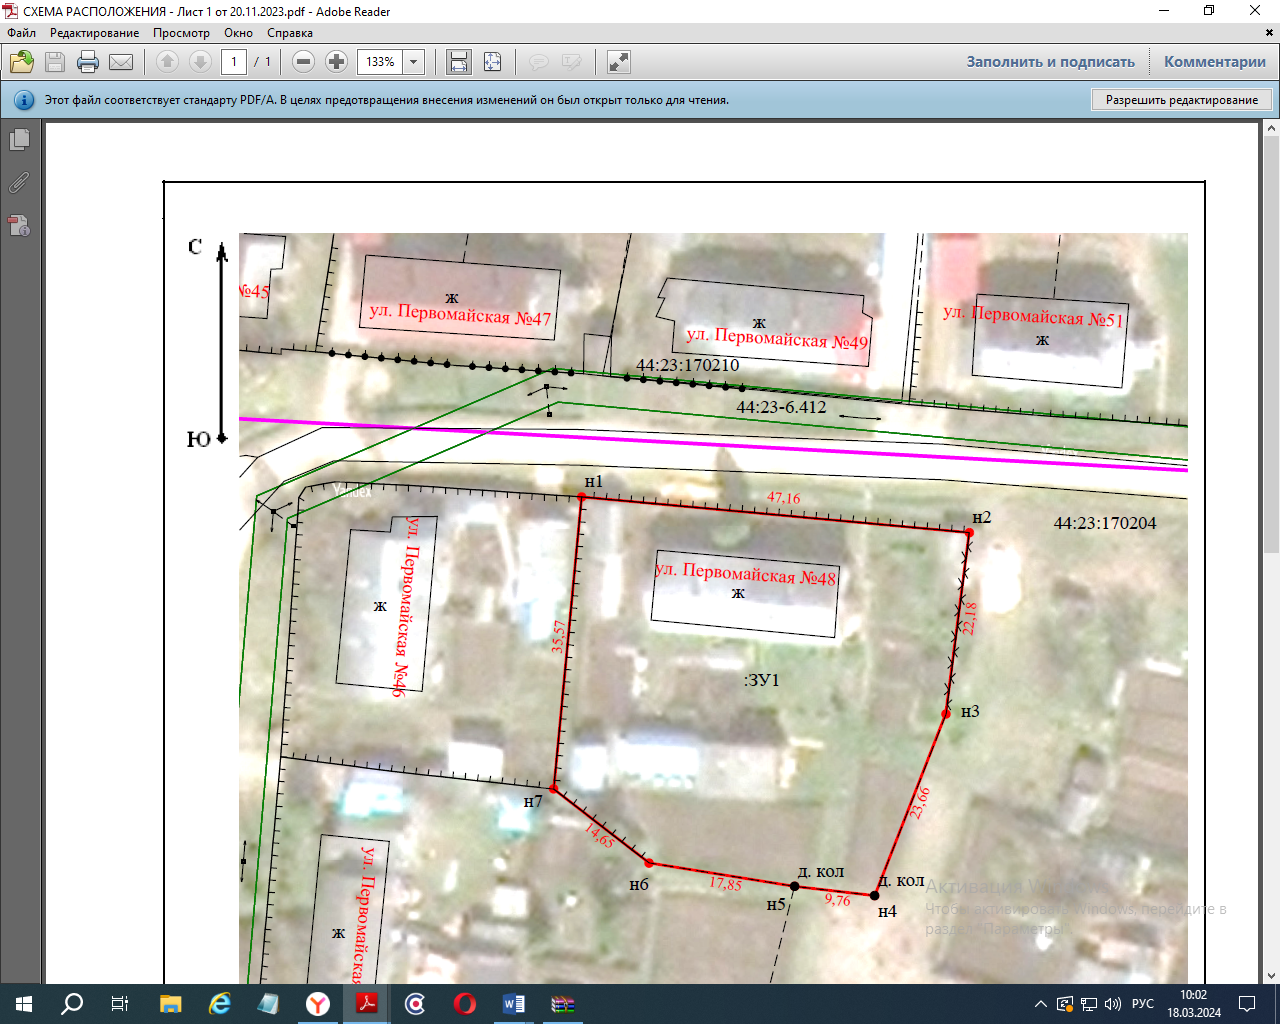 СХЕМА РАСПОЛОЖЕНИЯ - Лист 1 от 20.11.2023.pdf - Adobe Reader
Файл Редактирование Просмотр Окно Справка
1 / 1 133% Заполнить и подписать Комментарии
Этот файл соответствует стандарту PDF/A. В целях предотвращения внесения изменений он был открыт только для чтения. Разрешить редактирование
С
Ю
№45
ж
ул. Первомайская №47
ж
ул. Первомайская №49
ул. Первомайская №51
ж
44:23:170210
44:23-6.412
Yandex
Yandex
н1
47,16
н2
44:23:170204
ул. Первомайская №46
ж
ул. Первомайская №48
ж
35,57
22,18
:ЗУ1
н3
н7
14,65
23,66
н6
17,85
д. кол
н5
9,76
д. кол
н4
ул. Первомайская
ж
Активация Windows
Чтобы активировать Windows, перейдите в
раздел "Параметры".
РУС
10:02
18.03.2024